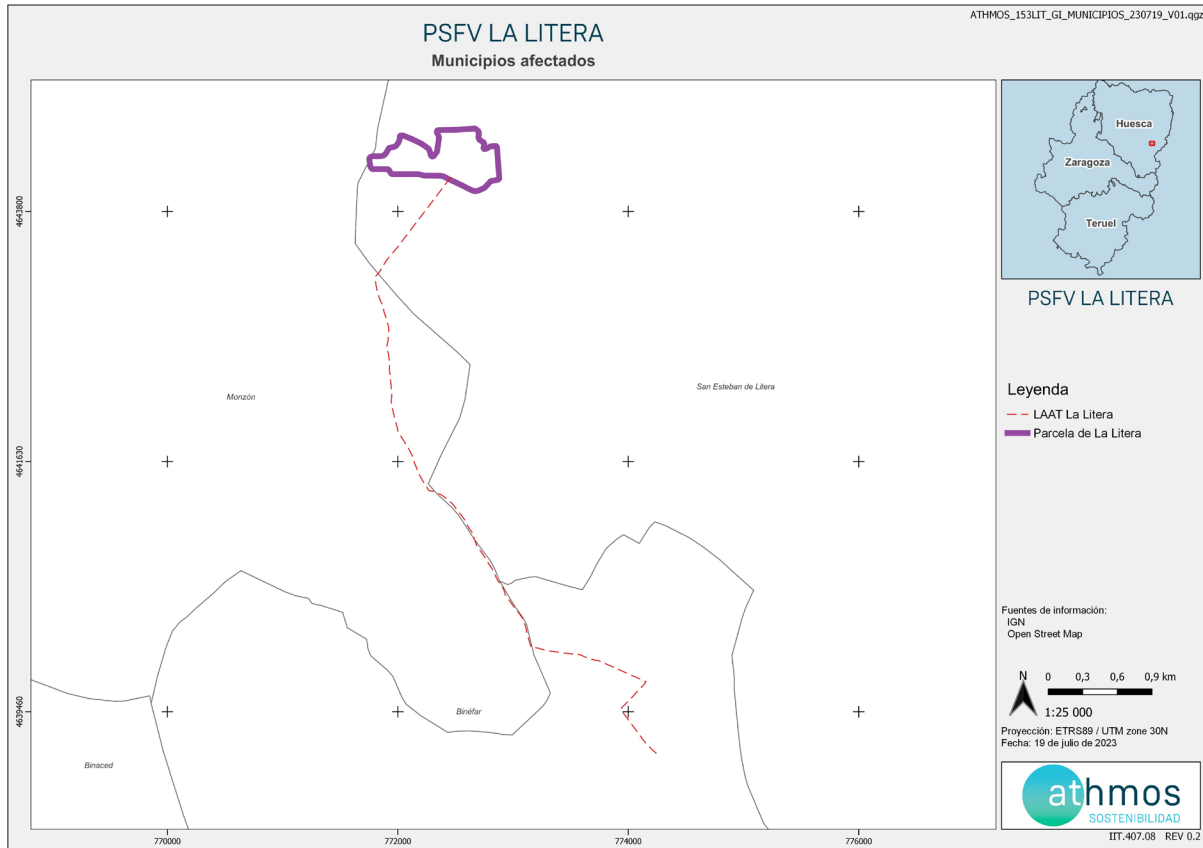 ATHMOS_153LIT_GI_MUNICIPIOS_230719_V01.qgz
PSFV LA LITERA
Municipios afectados
Huesca
Zaragoza
Teruel
PSFV LA LITERA
4643800
4641630
4639460
Monzón
San Esteban de Litera
Binéfar
Binaced
770000
772000
774000
776000
Leyenda
LAAT La Litera
Parcela de La Litera
Fuentes de información:
IGN
Open Street Map
N
0 0,3 0,6 0,9 km
1:25 000
Proyección: ETRS89 / UTM zone 30N
Fecha: 19 de julio de 2023
athmos
SOSTENIBILIDAD
IIT.407.08 REV 0.2